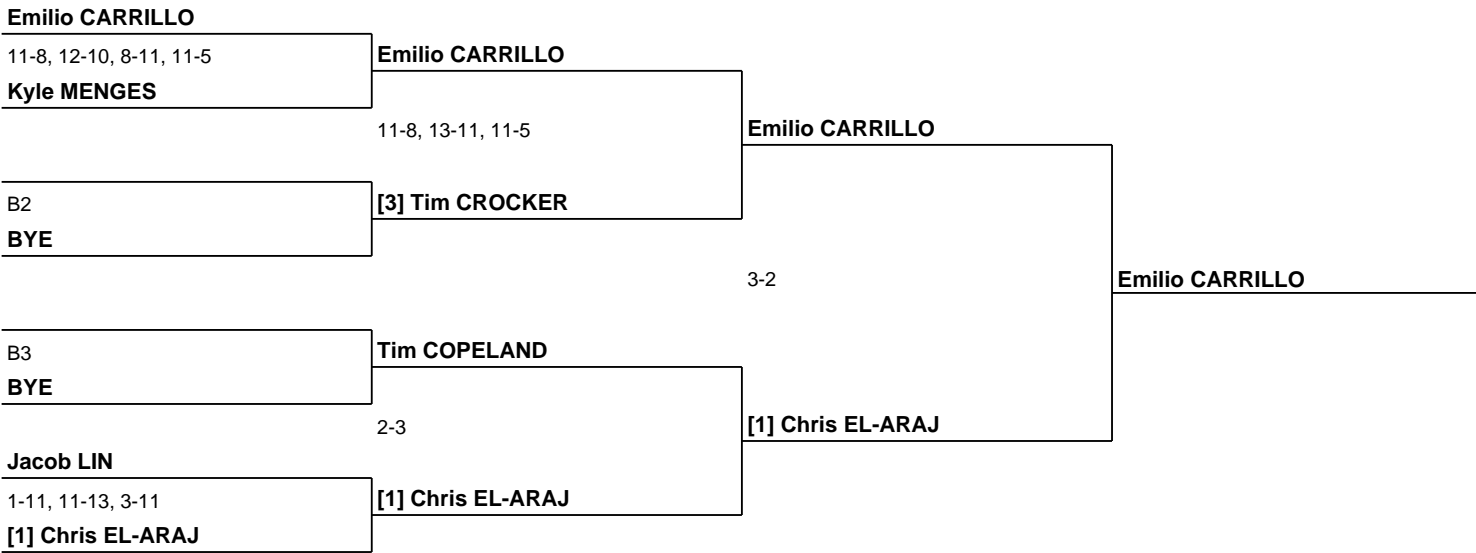 Emilio CARRILLO
11-8, 12-10, 8-11, 11-5
Emilio CARRILLO
Kyle MENGES
11-8, 13-11, 11-5
Emilio CARRILLO
B2
[3] Tim CROCKER
BYE
3-2
Emilio CARRILLO
B3
Tim COPELAND
BYE
2-3
[1] Chris EL-ARAJ
Jacob LIN
1-11, 11-13, 3-11
[1] Chris EL-ARAJ
[1] Chris EL-ARAJ